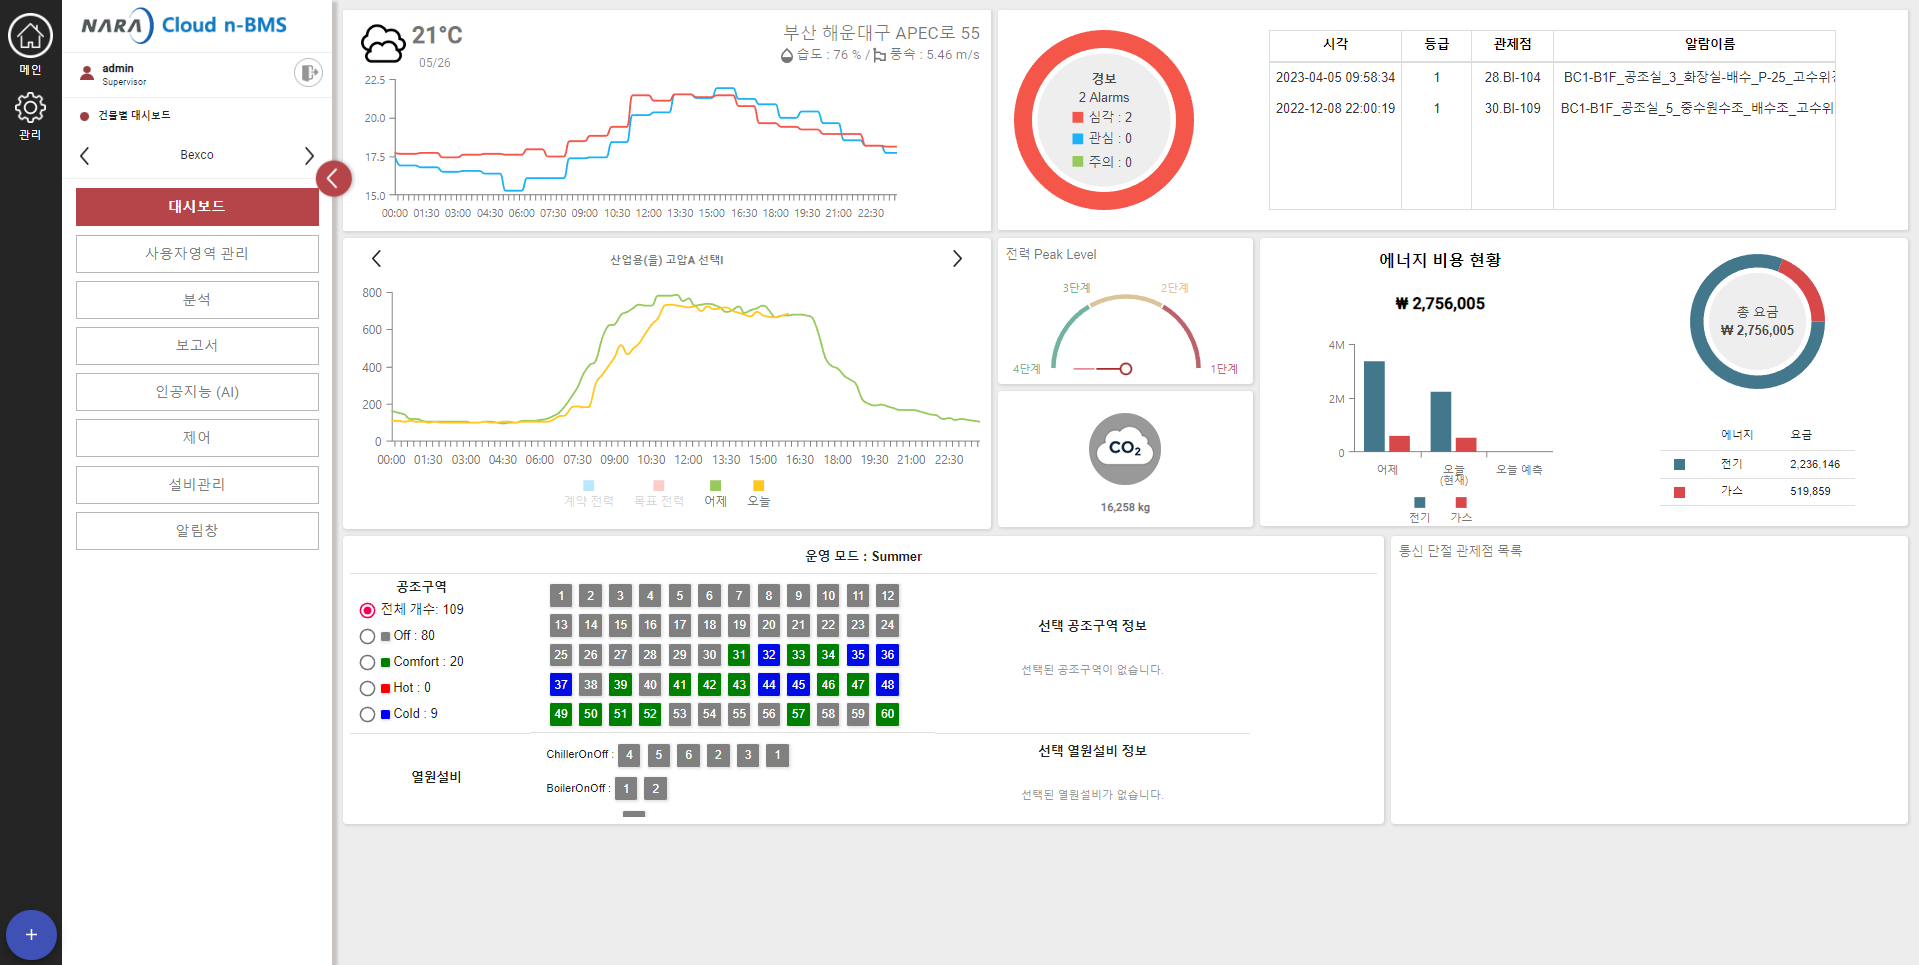 메인
관리
+
NARA Cloud n-BMS
admin
Supervisor
건물별 대시보드
Bexco
대시보드
사용자영역 관리
분석
보고서
인공지능 (AI)
제어
설비관리
알림창
21°C
05/26
부산 해운대구 APEC로 55
습도 : 76 % / 풍속 : 5.46 m/s
22.5
20.0
17.5
15.0
00:00 01:30 03:00 04:30 06:00 07:30 09:00 10:30 12:00 13:30 15:00 16:30 18:00 19:30 21:00 22:30
경보
2 Alarms
심각 : 2
관심 : 0
주의 : 0
시각 등급 관제점 알람이름
2023-04-05 09:58:34 1 28.BI-104 BC1-B1F_공조실_3_화장실-배수_P-25_고수위
2022-12-08 22:00:19 1 30.BI-109 BC1-B1F_공조실_5_중수원수조_배수조_고수위
산업용(을) 고압A 선택I
800
600
400
200
0
00:00 01:30 03:00 04:30 06:00 07:30 09:00 10:30 12:00 13:30 15:00 16:30 18:00 19:30 21:00 22:30
계약 전력 목표 전력 어제 오늘
전력 Peak Level
3단계 2단계
4단계 1단계
CO2
16,258 kg
에너지 비용 현황
₩ 2,756,005
4M
2M
0
어제 오늘 오늘 예측
(현재)
전기 가스
총 요금
₩ 2,756,005
에너지 요금
전기 2,236,146
가스 519,859
운영 모드 : Summer
공조구역
전체 개수: 109
Off : 80
Comfort : 20
Hot : 0
Cold : 9
1 2 3 4 5 6 7 8 9 10 11 12
13 14 15 16 17 18 19 20 21 22 23 24
25 26 27 28 29 30 31 32 33 34 35 36
37 38 39 40 41 42 43 44 45 46 47 48
49 50 51 52 53 54 55 56 57 58 59 60
선택 공조구역 정보
선택된 공조구역이 없습니다.
열원설비
ChillerOnOff : 4 5 6 2 3 1
BoilerOnOff : 1 2
선택 열원설비 정보
선택된 열원설비가 없습니다.
통신 단절 관제점 목록